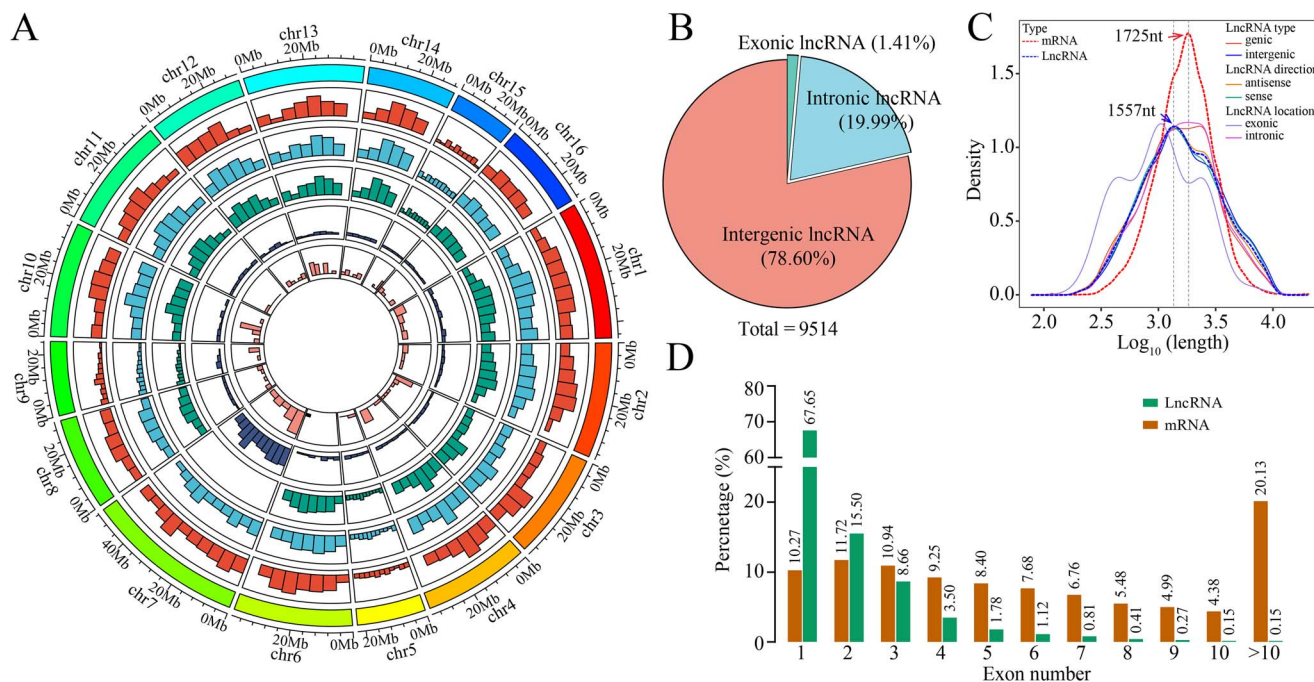 A
chr1
0Mb
20Mb
chr2
0Mb
20Mb
chr3
0Mb
20Mb
chr4
0Mb
20Mb
chr5
0Mb
20Mb
chr6
0Mb
20Mb
chr7
0Mb
20Mb
40Mb
chr8
0Mb
20Mb
chr9
0Mb
20Mb
chr10
0Mb
20Mb
chr11
0Mb
20Mb
chr12
0Mb
20Mb
chr13
0Mb
20Mb
chr14
0Mb
20Mb
chr15
0Mb
20Mb
chr16
0Mb
20Mb
B
Exonic lncRNA (1.41%)
Intronic lncRNA
(19.99%)
Intergenic lncRNA
(78.60%)
Total = 9514
C
Type
mRNA
LncRNA
1725nt
1557nt
LncRNA type
genic
intergenic
LncRNA direction
antisense
sense
LncRNA location
exonic
intronic
Density
1.5
1.0
0.5
0.0
2.0 2.5 3.0 3.5 4.0
Log10 (length)
D
Percnetage (%)
80
70
60
20
10
0
LncRNA
mRNA
10.27 67.65 11.72 15.50 10.94 8.66 9.25 3.50 8.40 1.78 7.68 1.12 6.76 0.81 5.48 0.41 4.99 0.27 4.38 0.15 20.13 0.15
1 2 3 4 5 6 7 8 9 10 >10
Exon number